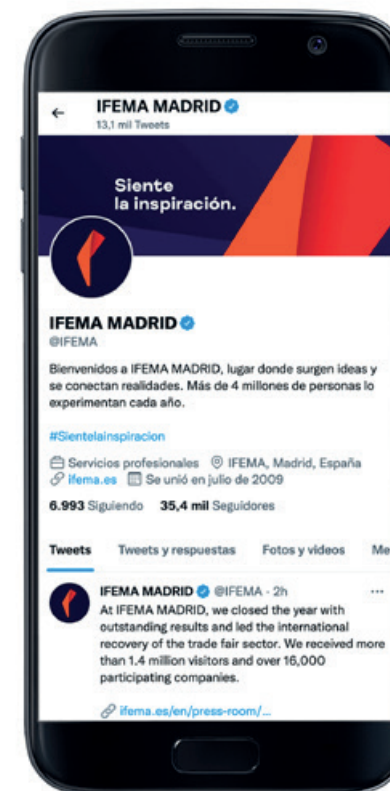 IFEMA MADRID
13,1 mil Tweets
Siente
la inspiración.
IFEMA MADRID
@IFEMA
Bienvenidos a IFEMA MADRID, lugar donde surgen ideas y
se conectan realidades. Más de 4 millones de personas lo
experimentan cada año.
#Sientelainspiracion
Servicios profesionales IFEMA, Madrid, España
ifema.es Se unió en julio de 2009
6.993 Siguiendo 35,4 mil Seguidores
Tweets Tweets y respuestas Fotos y videos Me
IFEMA MADRID @IFEMA · 2h
At IFEMA MADRID, we closed the year with
outstanding results and led the international
recovery of the trade fair sector. We received more
than 1.4 million visitors and over 16,000
participating companies.
ifema.es/en/press-room/...